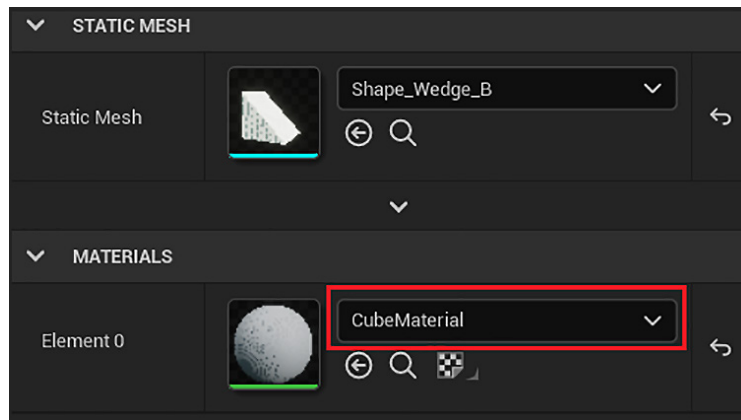 STATIC MESH
Static Mesh
Shape_Wedge_B
MATERIALS
Element 0
CubeMaterial